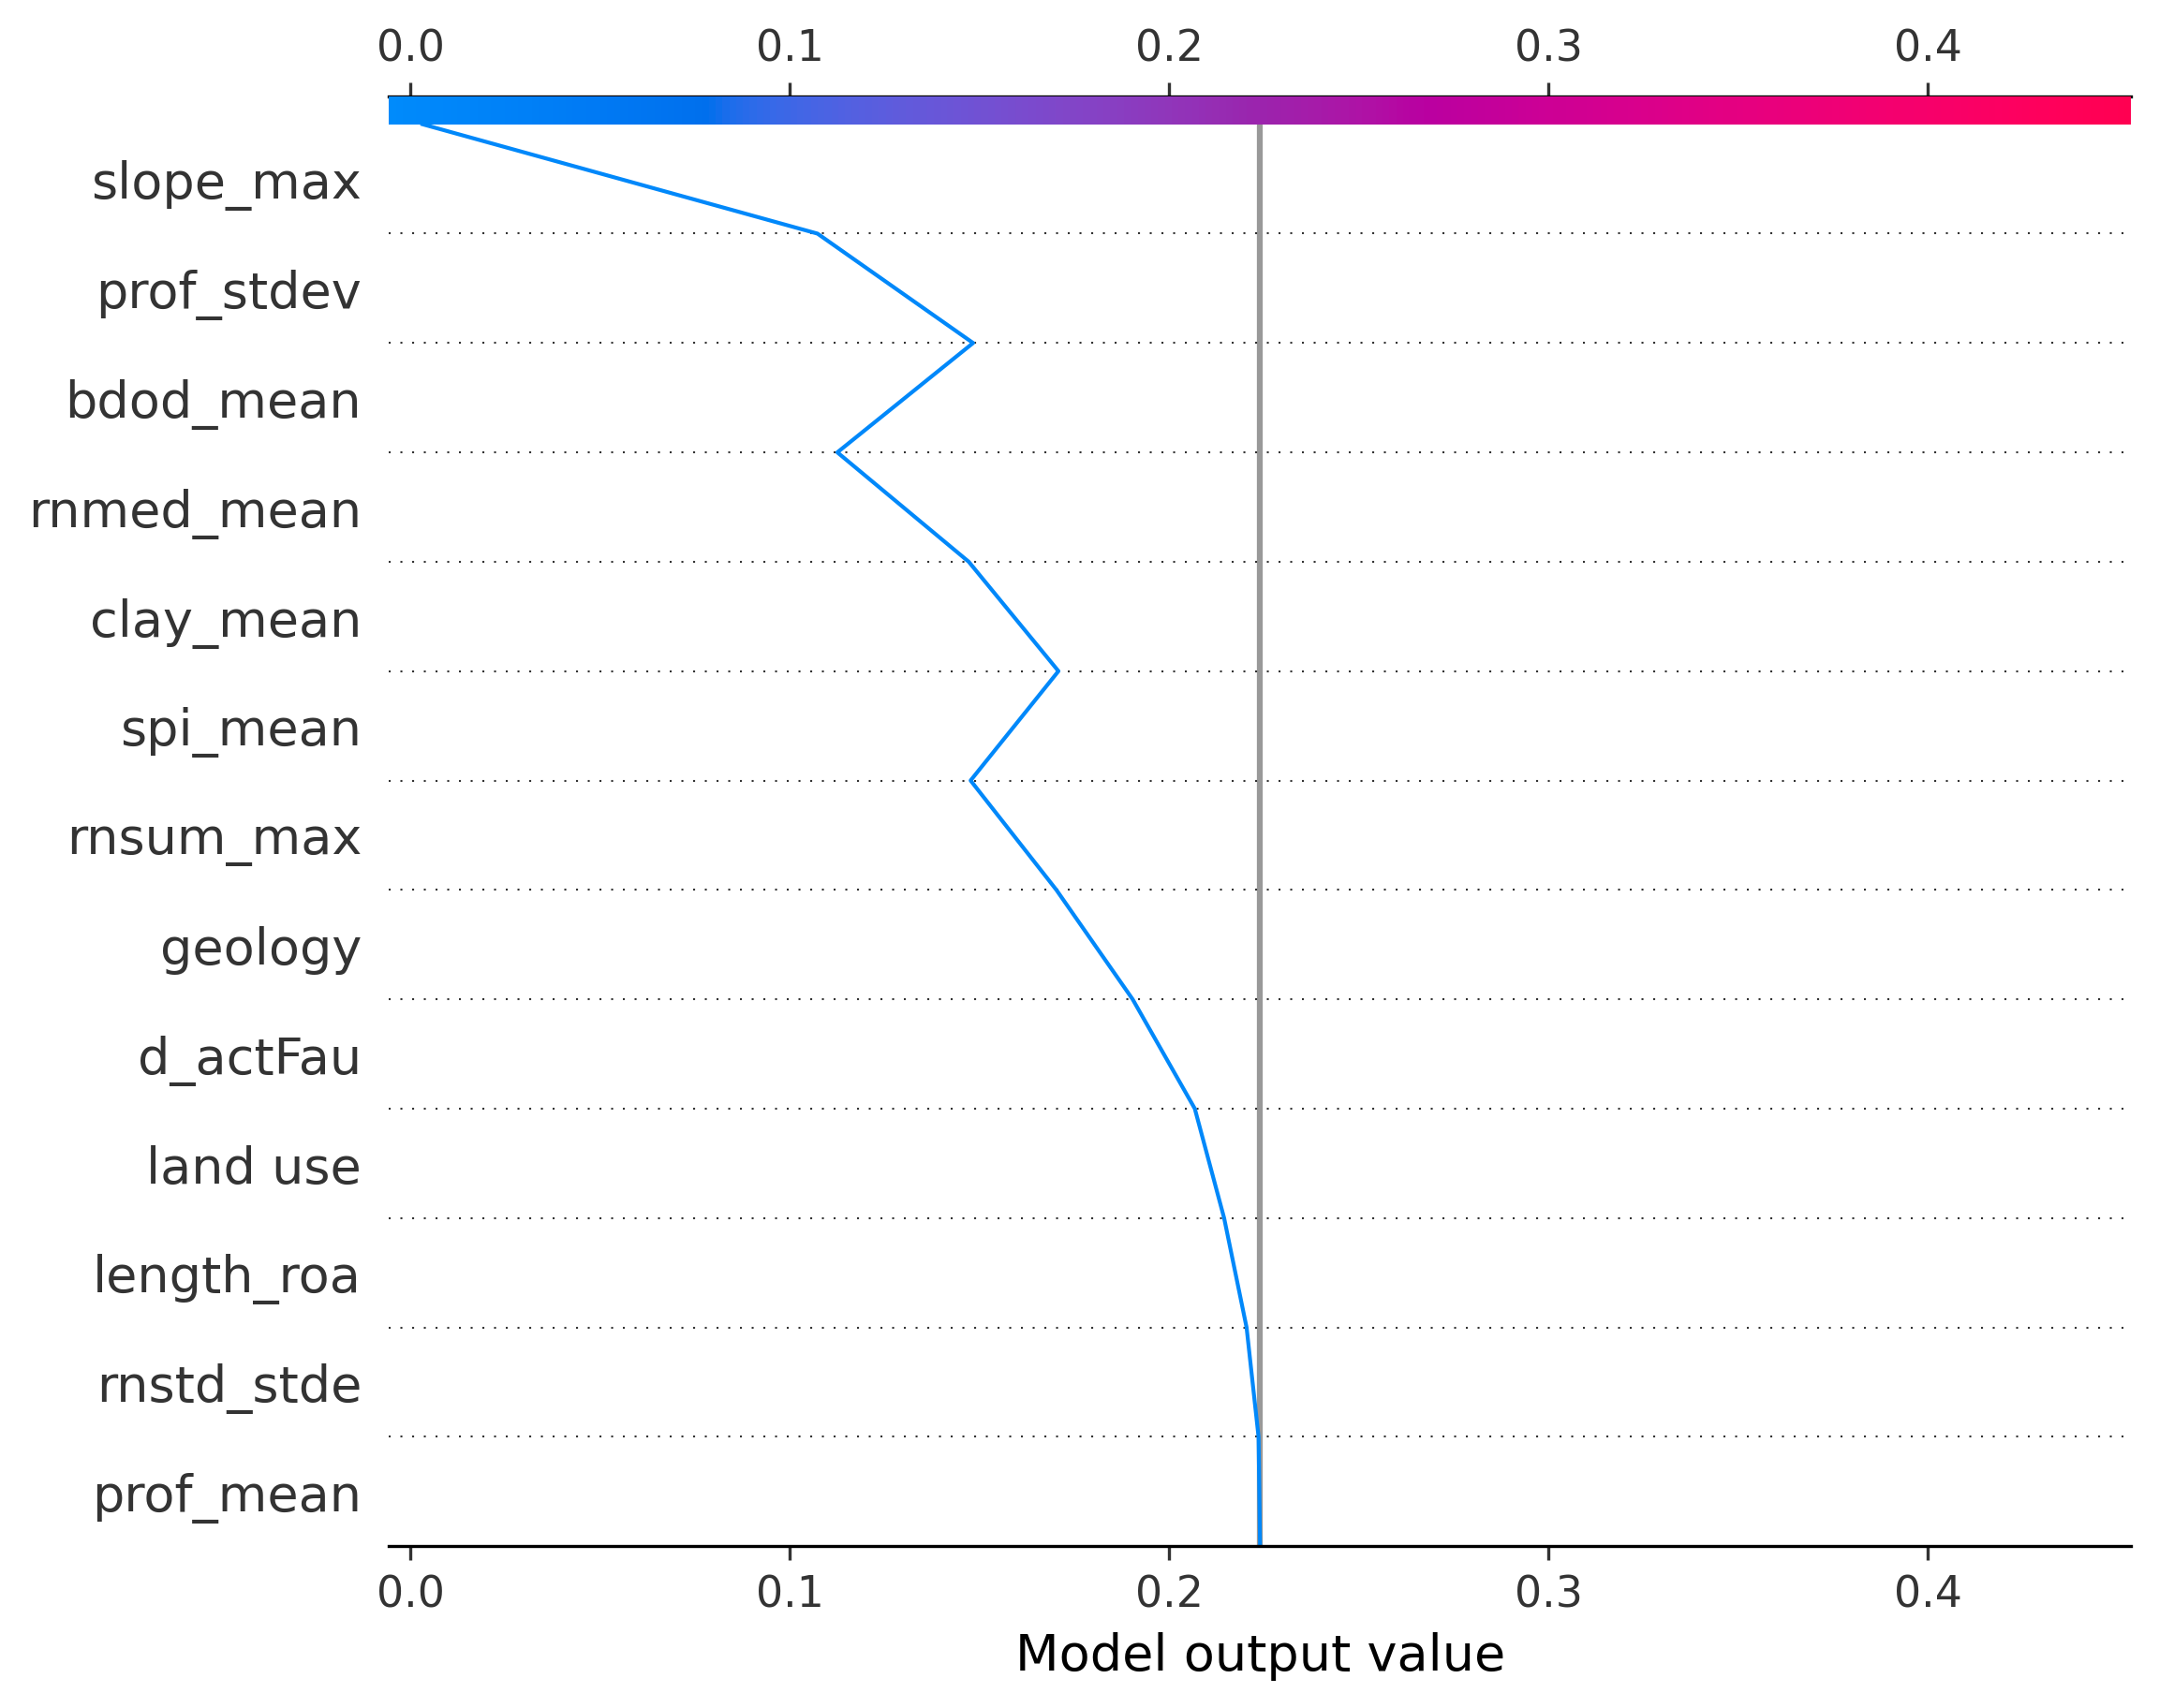 0.0 0.1 0.2 0.3 0.4
slope_max
prof_stdev
bdod_mean
rnmed_mean
clay_mean
spi_mean
rnsum_max
geology
d_actFau
land use
length_roa
rnstd_stde
prof_mean
0.0 0.1 0.2 0.3 0.4
Model output value